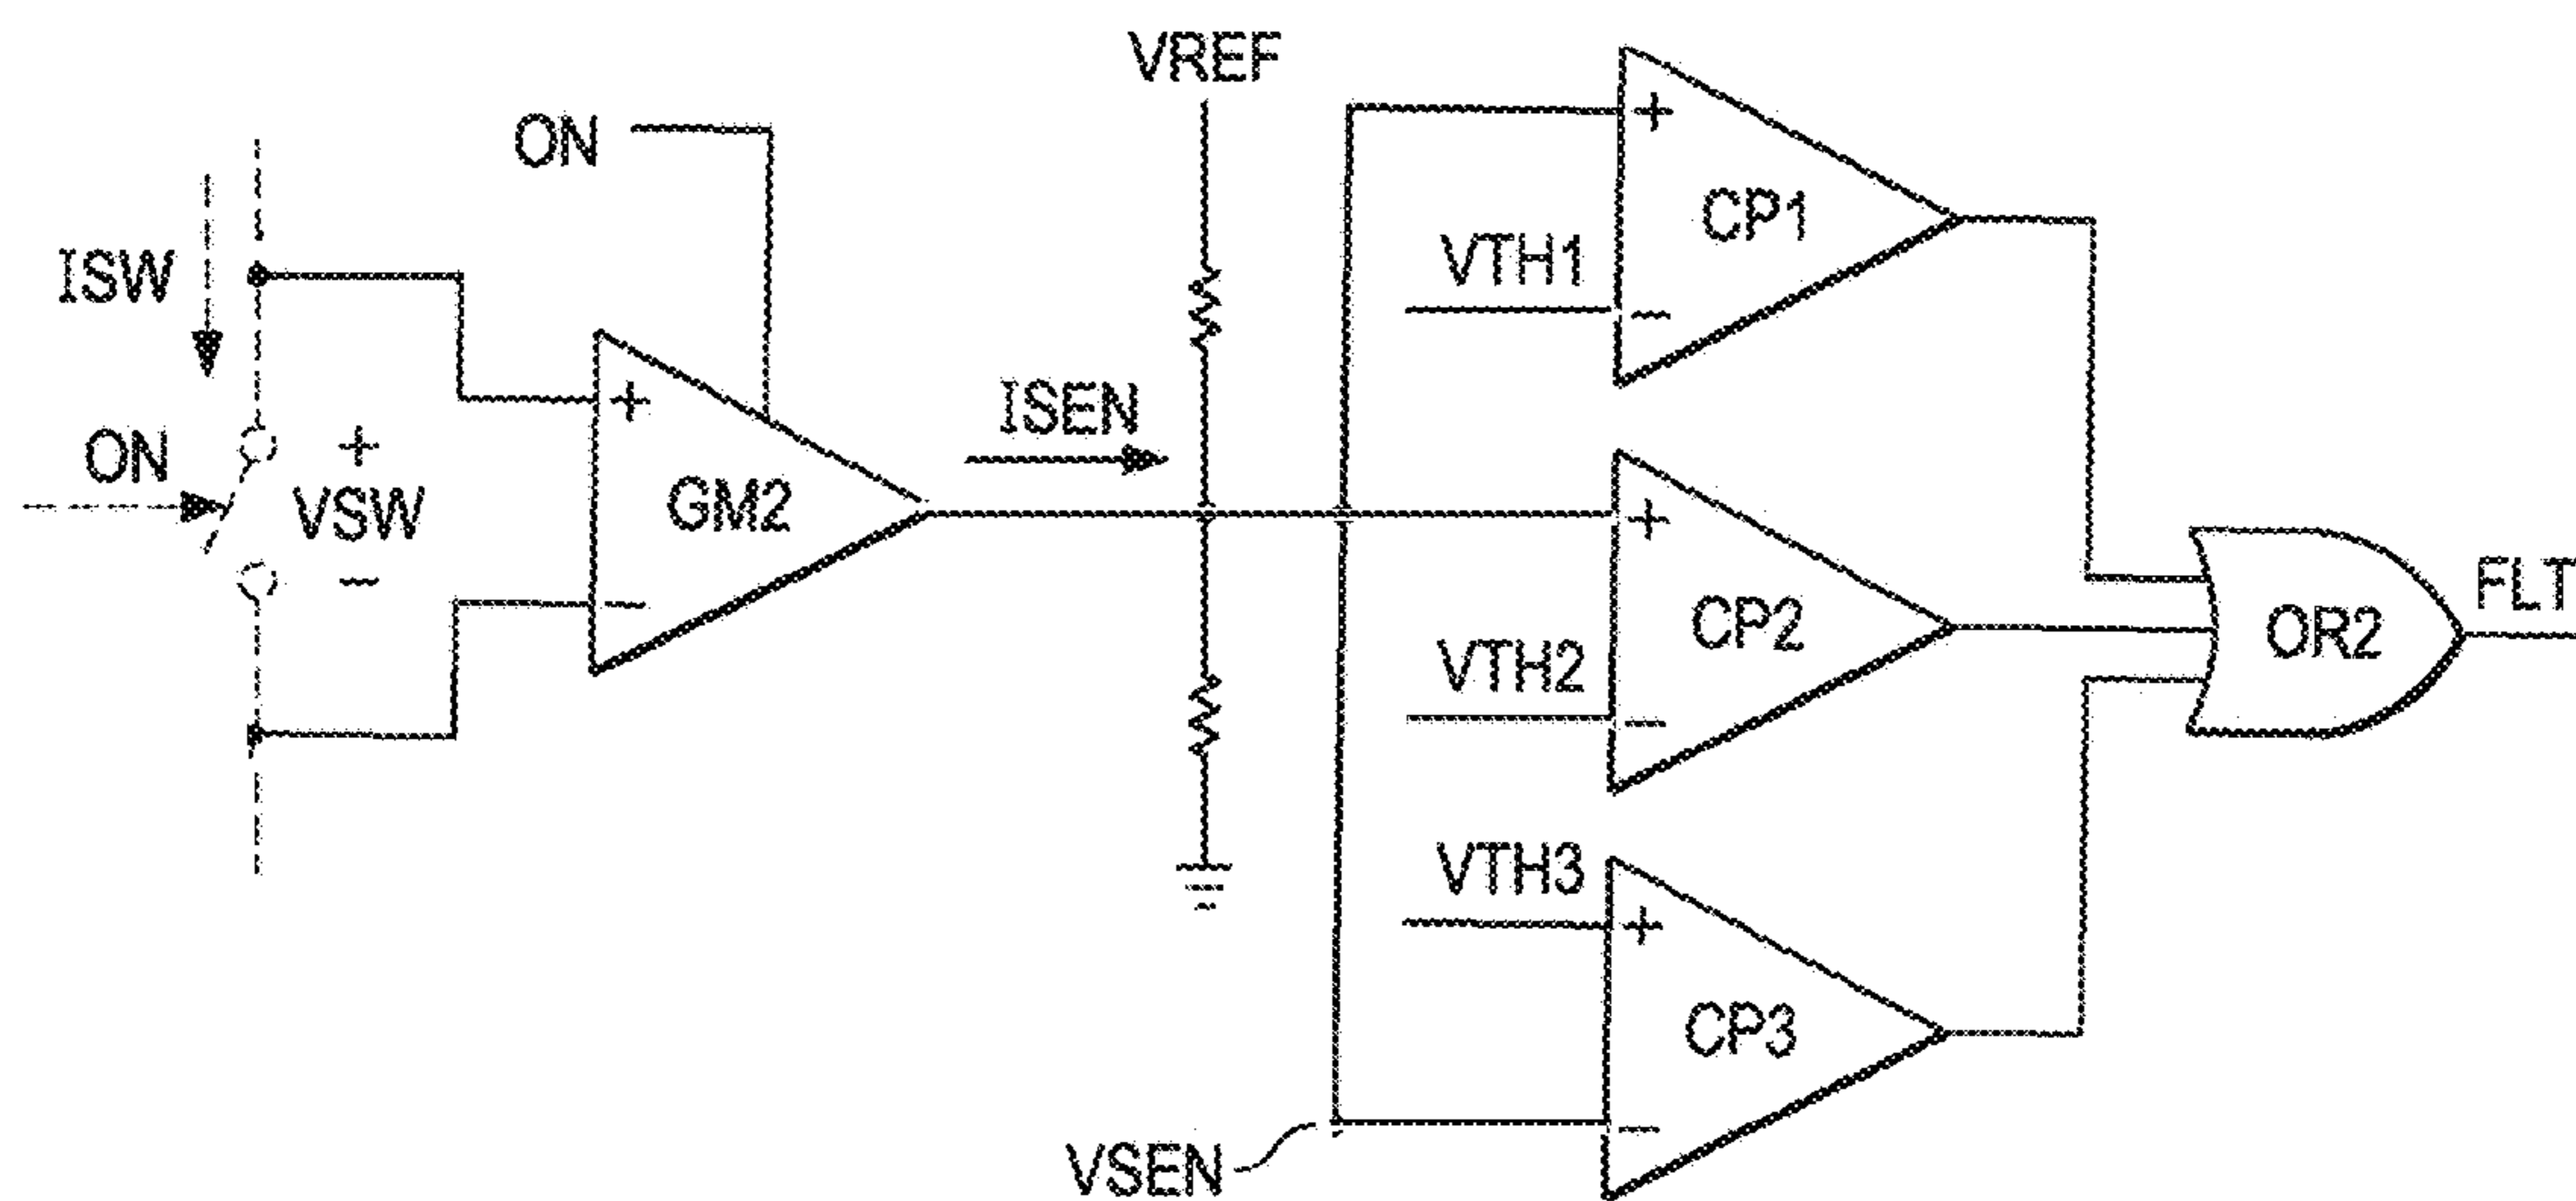 VREF
ON
+
CP1
ISW
VTH1
−
+
ISEN
ON
+
VSW
−
GM2
−
+
CP2
VTH2
−
OR2
FLT
VTH3
+
CP3
−
VSEN